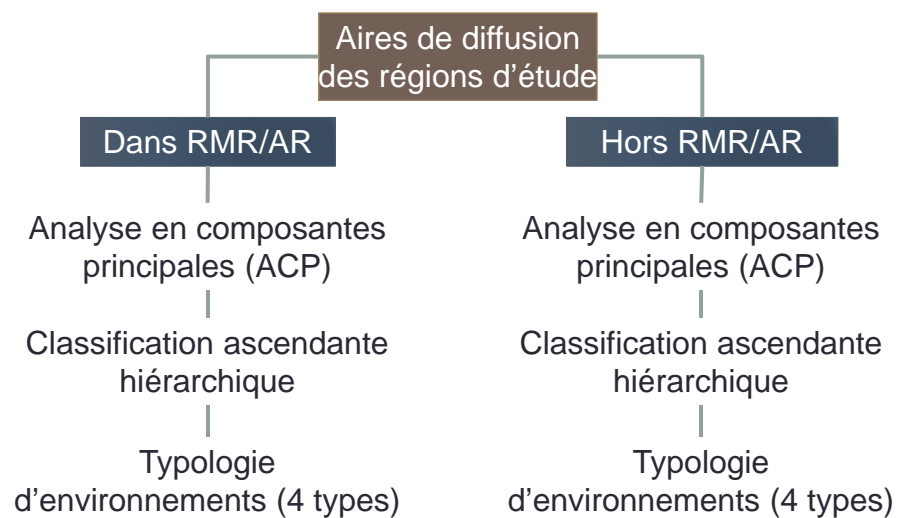 Aires de diffusion
des régions d'étude
Dans RMR/AR
Hors RMR/AR
Analyse en composantes
principales (ACP)
Analyse en composantes
principales (ACP)
Classification ascendante
hiérarchique
Classification ascendante
hiérarchique
Typologie
d'environnements (4 types)
Typologie
d'environnements (4 types)